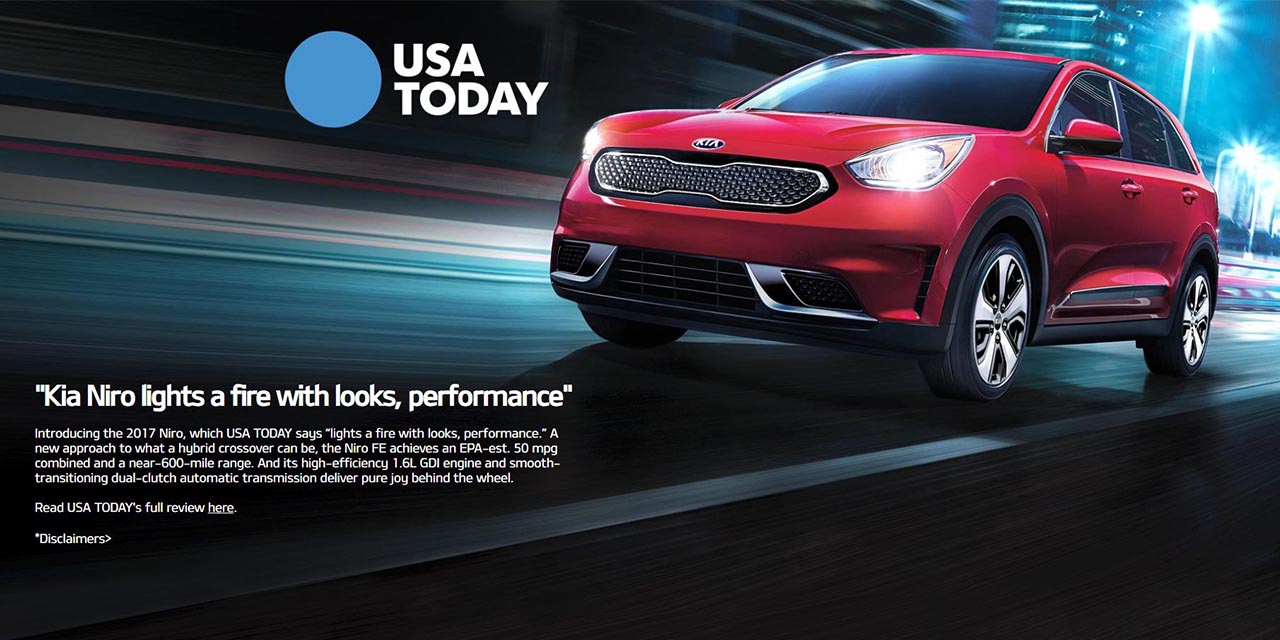 USA
TODAY
KIA
"Kia Niro lights a fire with looks, performance"
Introducing the 2017 Niro, which USA TODAY says “lights a fire with looks, performance.” A
new approach to what a hybrid crossover can be, the Niro FE achieves an EPA-est. 50 mpg
combined and a near-600-mile range. And its high-efficiency 1.6L GDI engine and smooth-
transitioning dual-clutch automatic transmission deliver pure joy behind the wheel.
Read USA TODAY's full review here.
*Disclaimers>